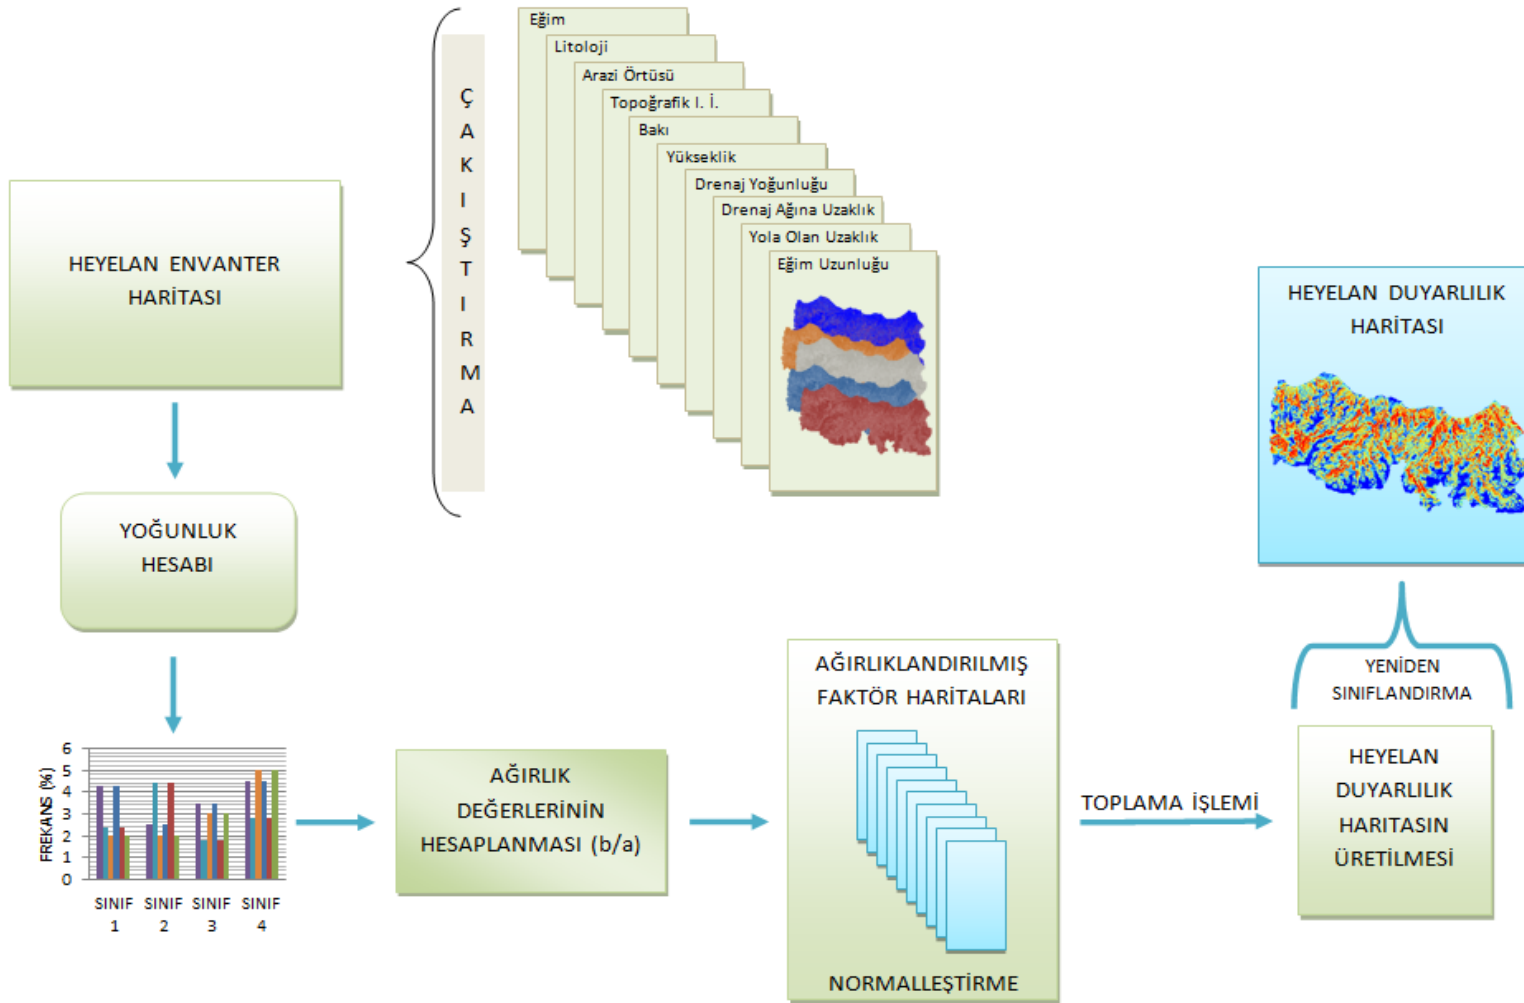 HEYELAN ENVANTER
HARİTASI
YOĞUNLUK
HESABI
Ç
A
K
I
Ş
T
I
R
M
A
Eğim
Litoloji
Arazi Örtüsü
Topoğrafik I. İ.
Bakı
Yükseklik
Drenaj Yoğunluğu
Drenaj Ağına Uzaklık
Yola Olan Uzaklık
Eğim Uzunluğu
FREKANS (%)
6
5
4
3
2
1
0
SINIF
1
SINIF
2
SINIF
3
SINIF
4
AĞIRLIK
DEĞERLERİNİN
HESAPLANMASI (b/a)
AĞIRLIKLANDIRILMIŞ
FAKTÖR HARİTALARI
NORMALLEŞTİRME
TOPLAMA İŞLEMİ
HEYELAN
DUYARLILIK
HARITASIN
ÜRETİLMESİ
YENİDEN
SINIFLANDIRMA
HEYELAN DUYARLILIK
HARİTASI